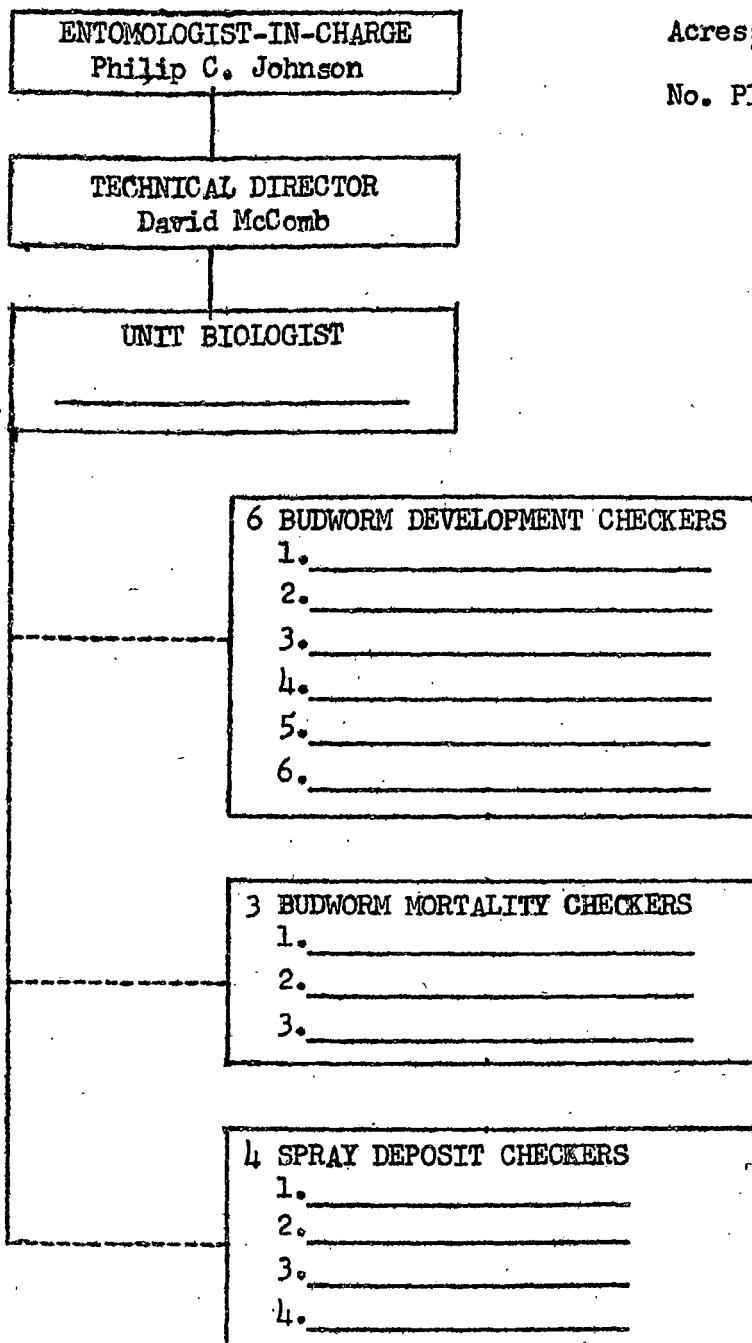 ENTOMOLOGIST-IN-CHARGE
Philip C. Johnson
Acres
No.
TECHNICAL DIRECTOR
David McComb
UNIT BIOLOGIST
6 BUDWORM DEVELOPMENT CHECKERS
1.
2.
3.
4.
5.
6.
3 BUDWORM MORTALITY CHECKERS
1.
2.
3.
4 SPRAY DEPOSIT CHECKERS
1.
2.
3.
4.